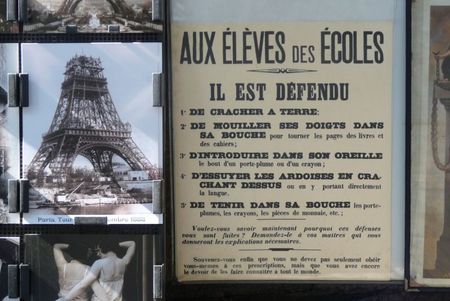 AUX ÉLÈVES DES ÉCOLES
IL EST DÉFENDU
1° DE CRACHER A TERRE;
2° DE MOUILLER SES DOIGTS DANS
SA BOUCHE pour tourner les pages des livres et
des cahiers;
3° D'INTRODUIRE DANS SON OREILLE
le bout d'un porte-plume ou d'un crayon;
4° D'ESSUYER LES ARDOISES EN CRA
CHANT DESSUS ou en y portant directement
la langue.
5° DE TENIR DANS SA BOUCHE les porte-
plumes, les crayons, les pièces de monnaie, etc.;
Voulez-vous savoir maintenant pourquoi ces défenses
vous sont faites? Demandez-le à vos maîtres qui vous
donneront les explications nécessaires.
Souvenez-vous enfin que vous ne devez pas seulement obéir
vous-mêmes à ces prescriptions, mais que vous avez encore
le devoir de les faire connaître à tout le monde.
Paris Tour